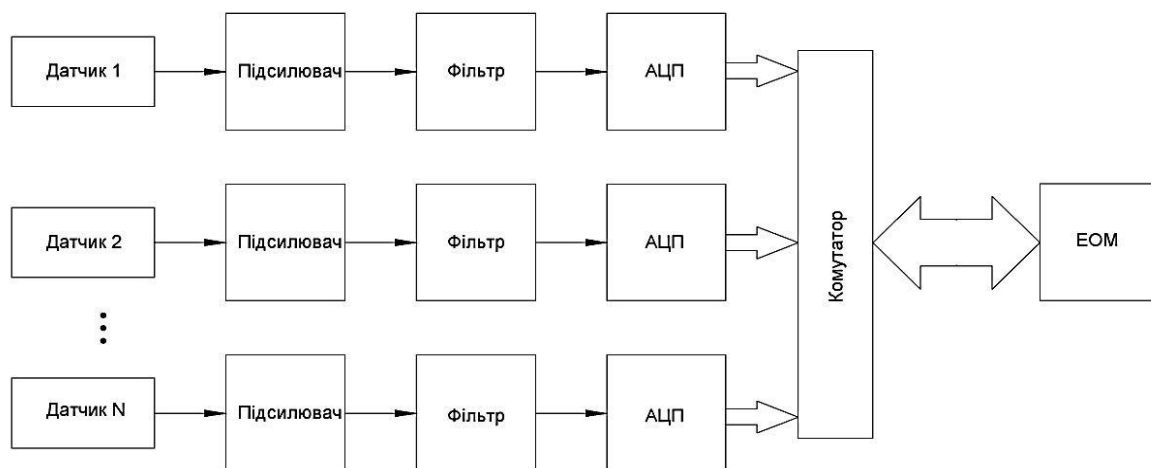 Датчик 1
Підсилювач
Фільтр
АЦП
Датчик 2
Підсилювач
Фільтр
АЦП
Комутатор
ЕОМ
Датчик N
Підсилювач
Фільтр
АЦП